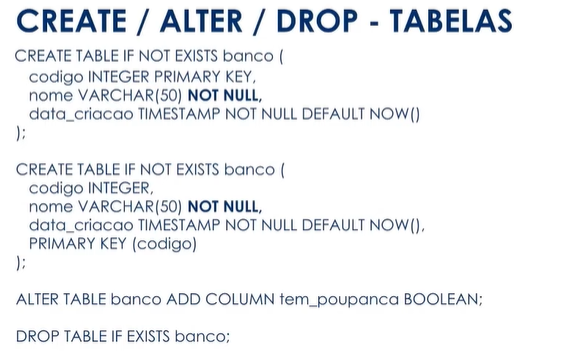 CREATE / ALTER / DROP - TABELAS
CREATE TABLE IF NOT EXISTS banco (
codigo INTEGER PRIMARY KEY,
nome VARCHAR(50) NOT NULL,
data_criacao TIMESTAMP NOT NULL DEFAULT NOW()
);
CREATE TABLE IF NOT EXISTS banco (
codigo INTEGER,
nome VARCHAR(50) NOT NULL,
data_criacao TIMESTAMP NOT NULL DEFAULT NOW(),
PRIMARY KEY (codigo)
);
ALTER TABLE banco ADD COLUMN tem_poupanca BOOLEAN;
DROP TABLE IF EXISTS banco;